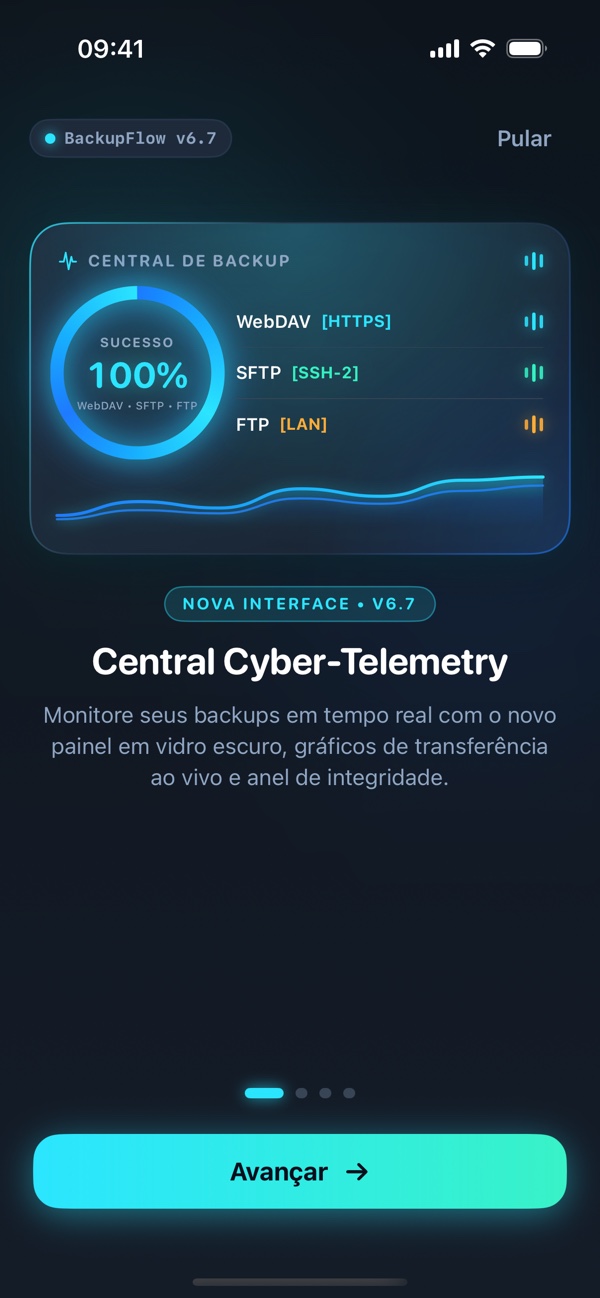 09:41
BackupFlow v6.7
Pular
CENTRAL DE BACKUP
SUCESSO
100%
WebDAV • SFTP • FTP
WebDAV [HTTPS]
SFTP [SSH-2]
FTP [LAN]
NOVA INTERFACE • V6.7
Central Cyber-Telemetry
Monitore seus backups em tempo real com o novo
painel em vidro escuro, gráficos de transferência
ao vivo e anel de integridade.
Avançar →